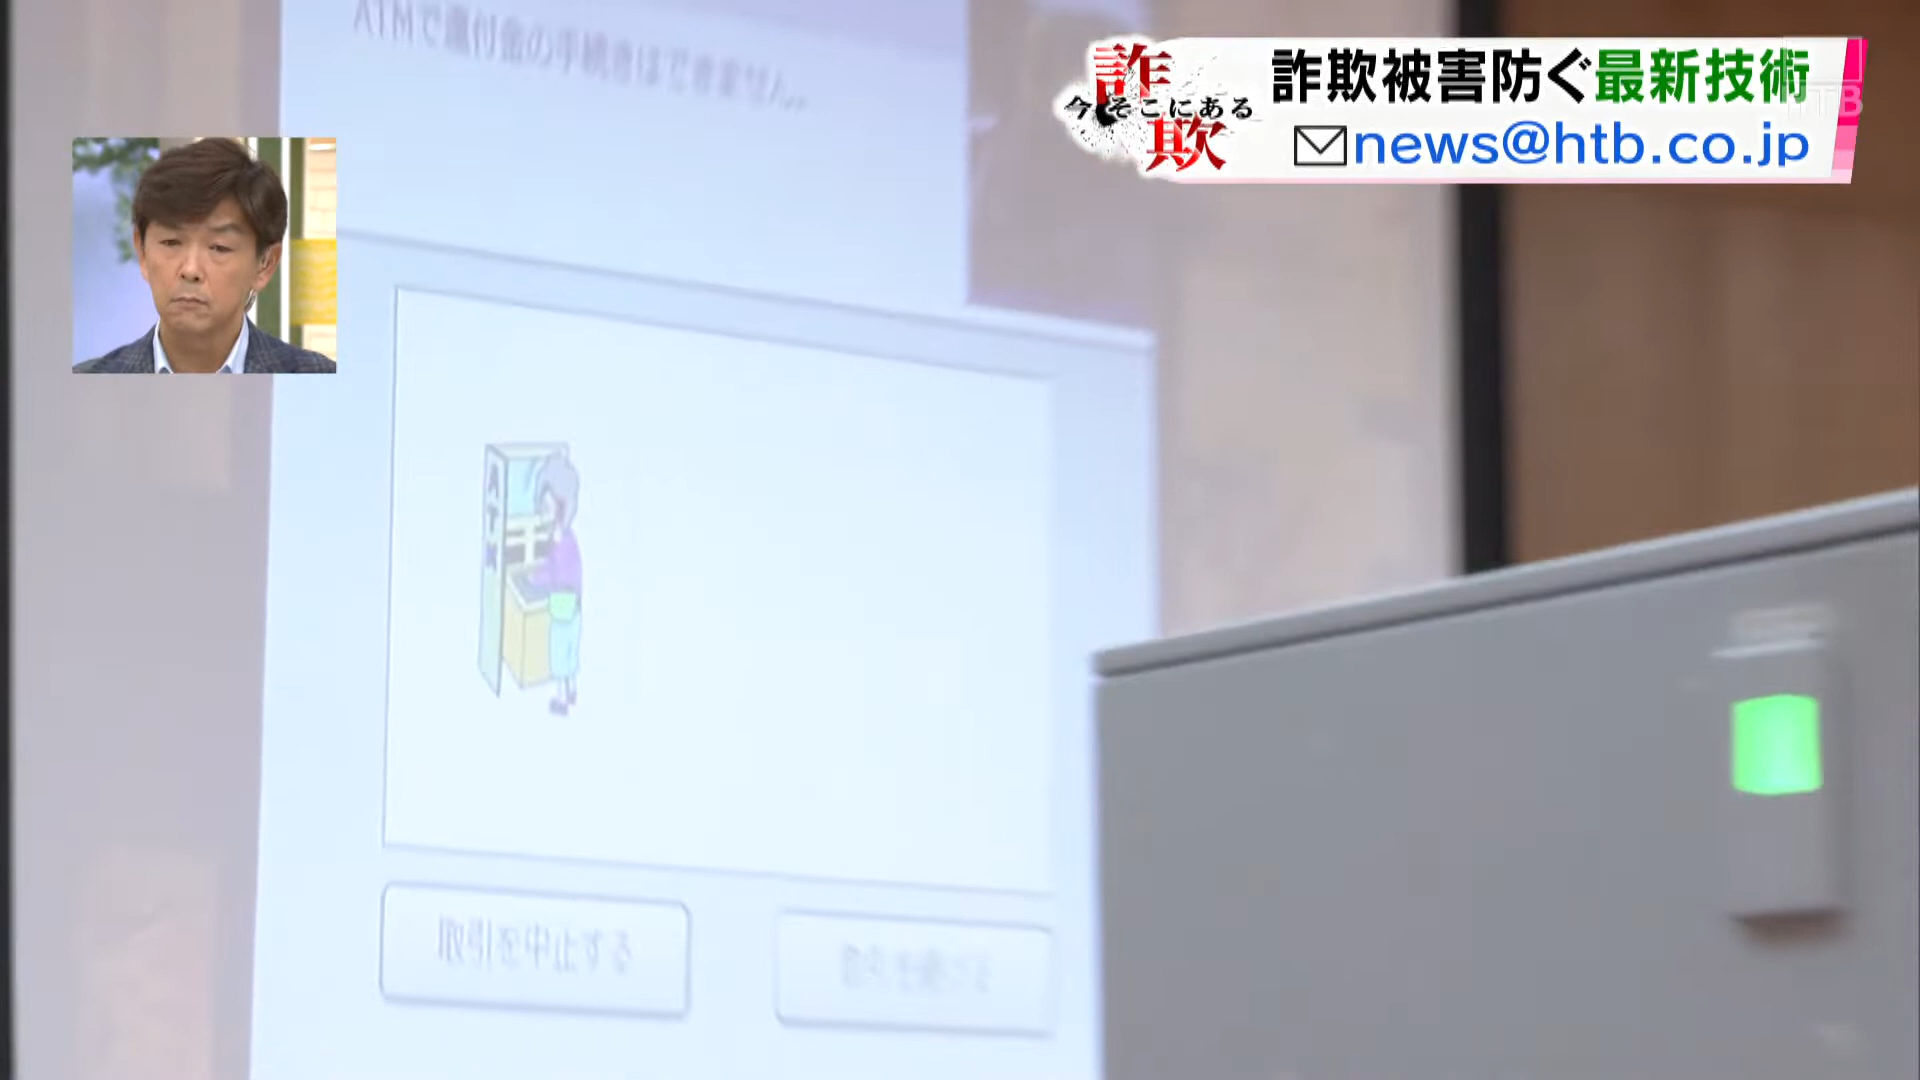 ATMで還付金の手続きはできません。
詐欺
今そこにある
詐欺被害防ぐ最新技術
news@htb.co.jp
HTB
ATM
取引を中止する